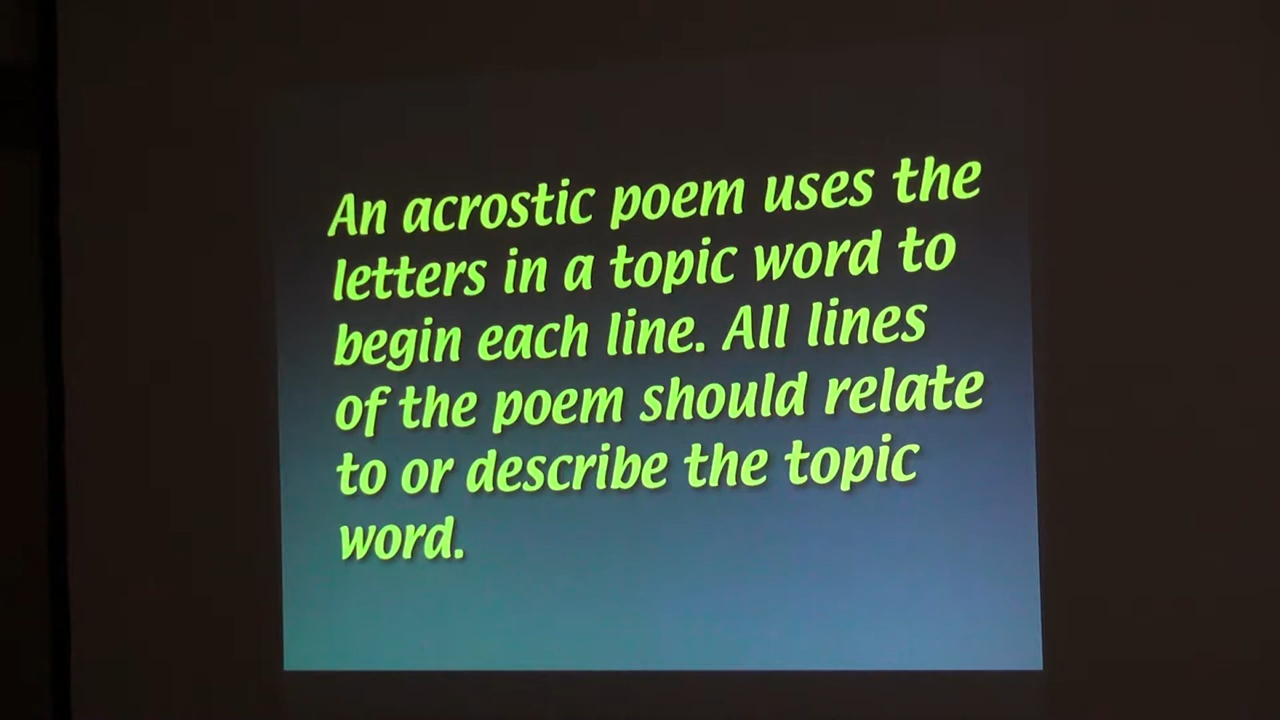 An acrostic poem uses the
letters in a topic word to
begin each line. All lines
of the poem should relate
to or describe the topic
word.